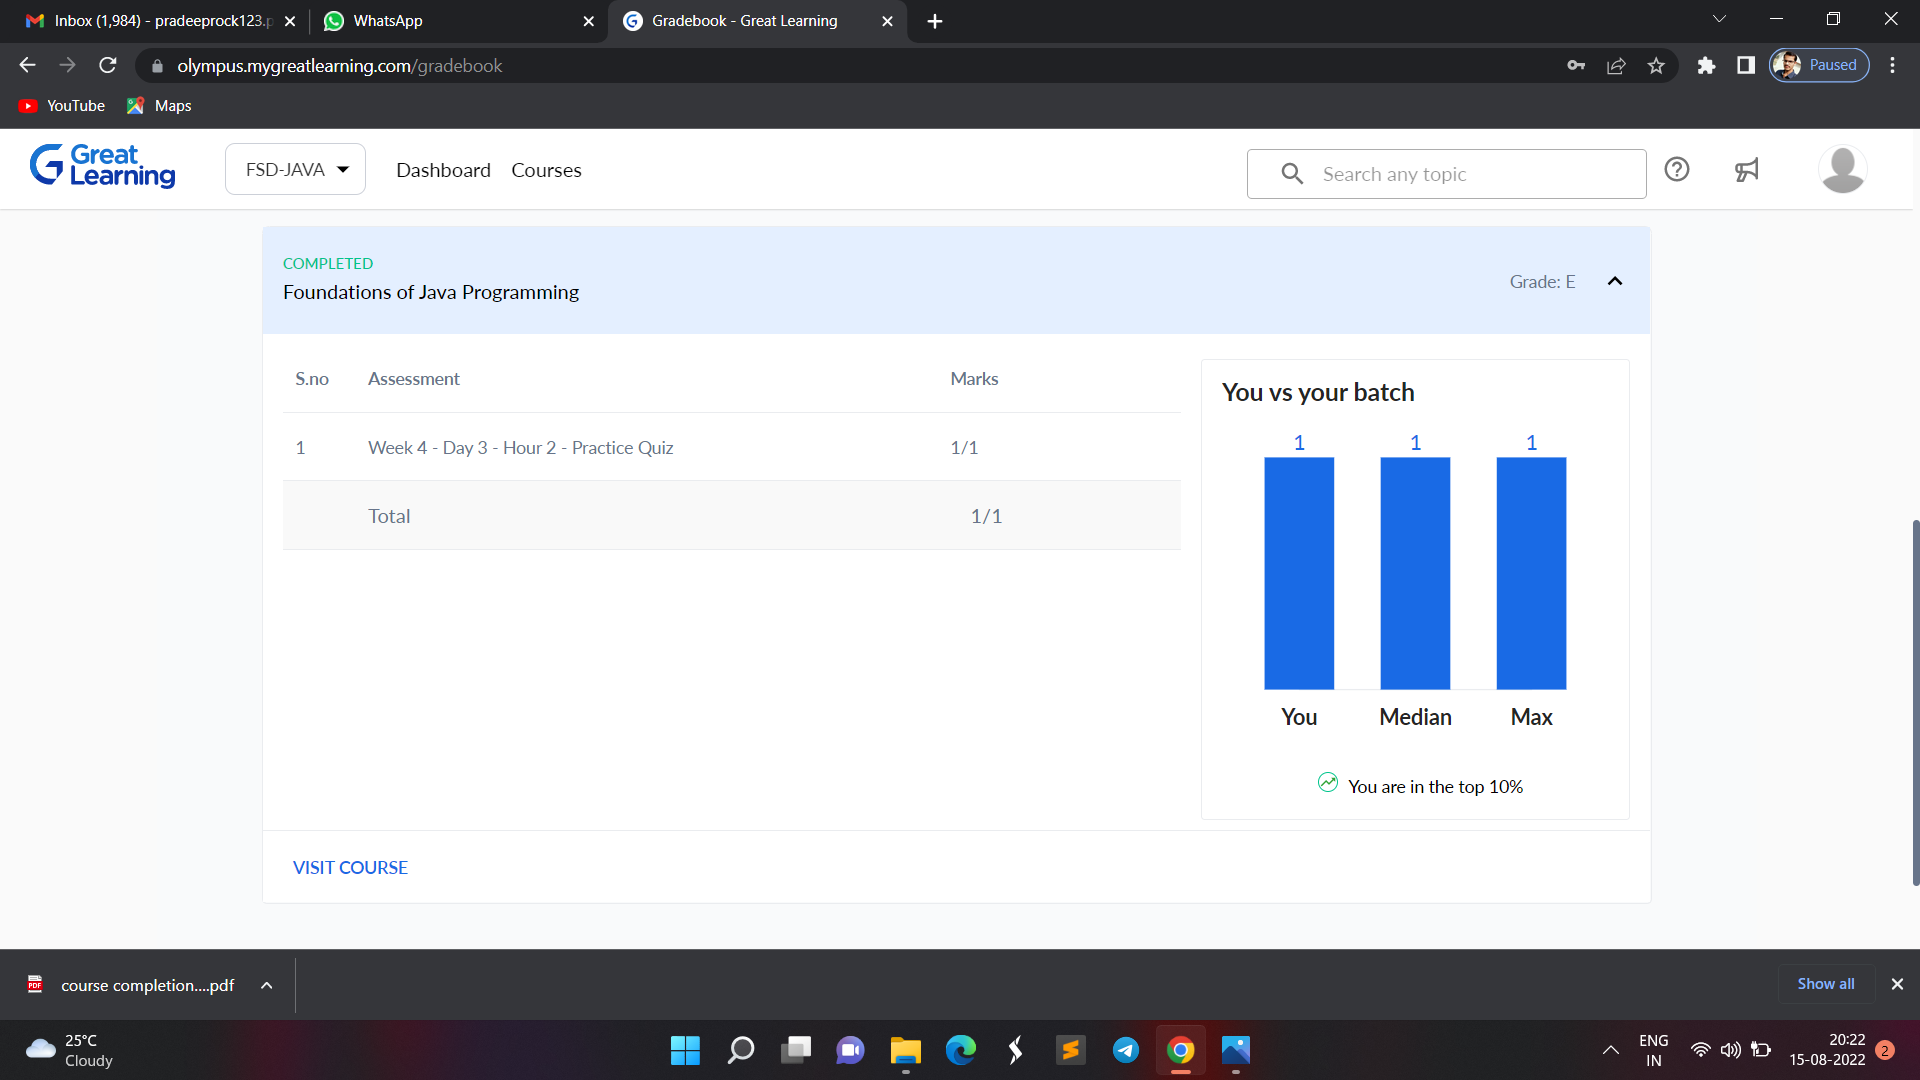 Inbox (1,984) - pradeeprock123.p
WhatsApp
Gradebook - Great Learning
olympus.mygreatlearning.com/gradebook
Paused
YouTube
Maps
Great Learning
FSD-JAVA
Dashboard
Courses
Search any topic
COMPLETED
Foundations of Java Programming
Grade: E
S.no Assessment Marks
1 Week 4 - Day 3 - Hour 2 - Practice Quiz 1/1
Total 1/1
You vs your batch
1 1 1
You Median Max
You are in the top 10%
VISIT COURSE
PDF
course completion....pdf
Show all
25°C
Cloudy
ENG
IN
20:22
15-08-2022
2